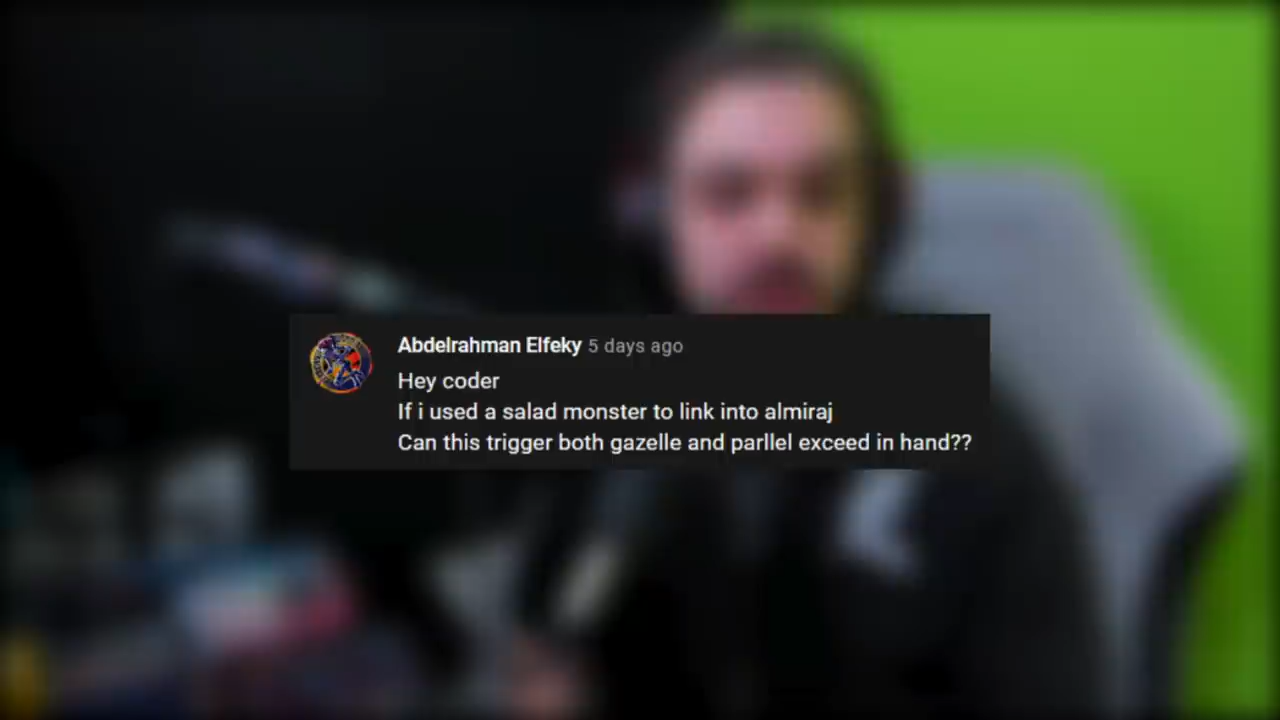 Abdelrahman Elfeky 5 days ago
Hey coder
If i used a salad monster to link into almiraj
Can this trigger both gazelle and parllel exceed in hand??